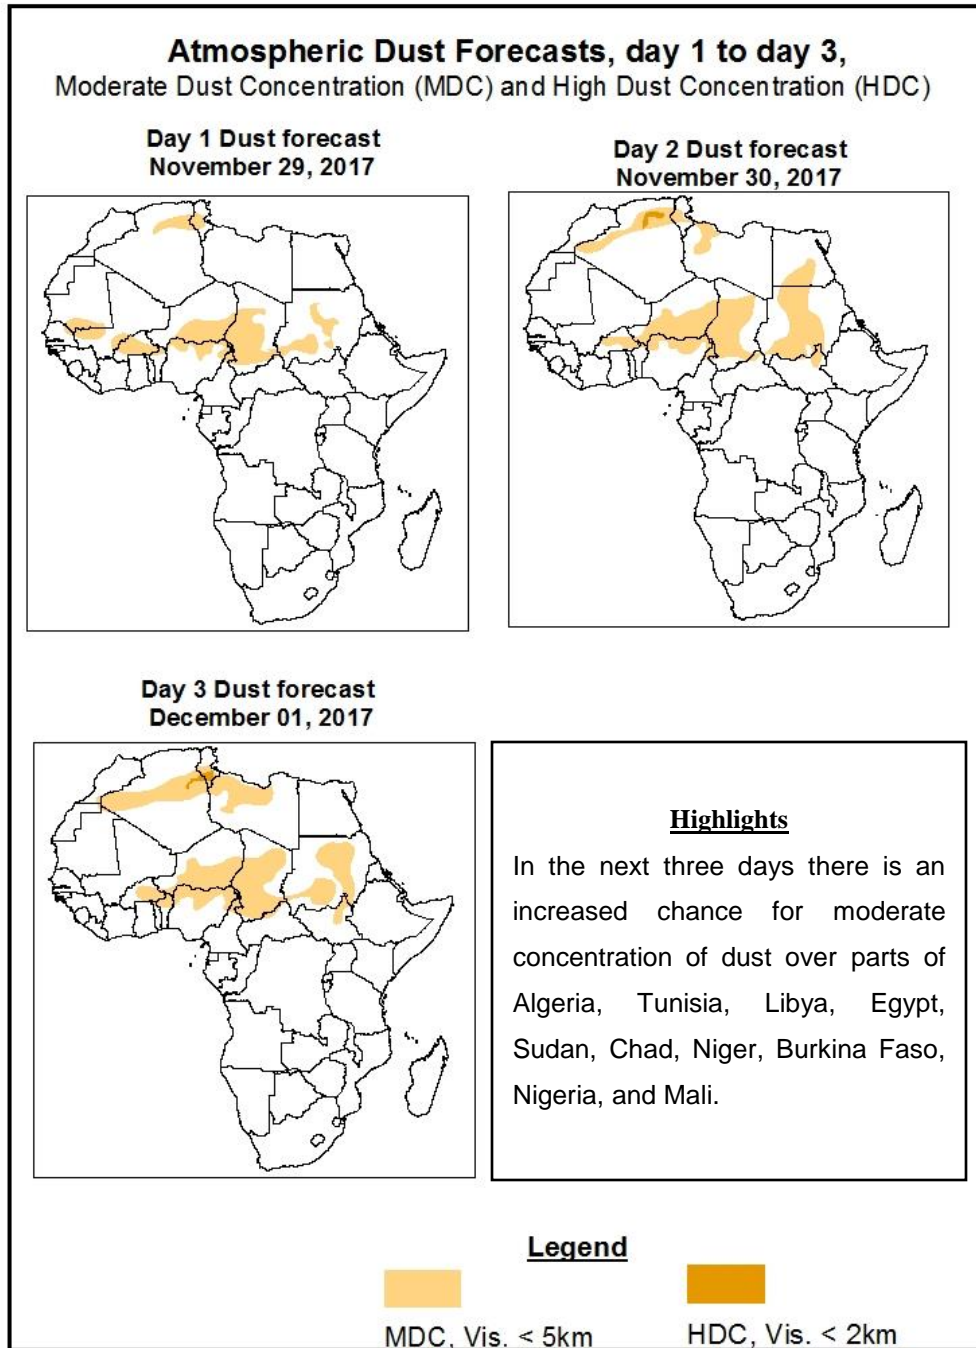 Atmospheric Dust Forecasts, day 1 to day 3,
Moderate Dust Concentration (MDC) and High Dust Concentration (HDC)
Day 1 Dust forecast
November 29, 2017
Day 2 Dust forecast
November 30, 2017
Day 3 Dust forecast
December 01, 2017
Highlights
In the next three days there is an
increased chance for moderate
concentration of dust over parts of
Algeria, Tunisia, Libya, Egypt,
Sudan, Chad, Niger, Burkina Faso,
Nigeria, and Mali.
Legend
MDC, Vis. < 5km
HDC, Vis. < 2km